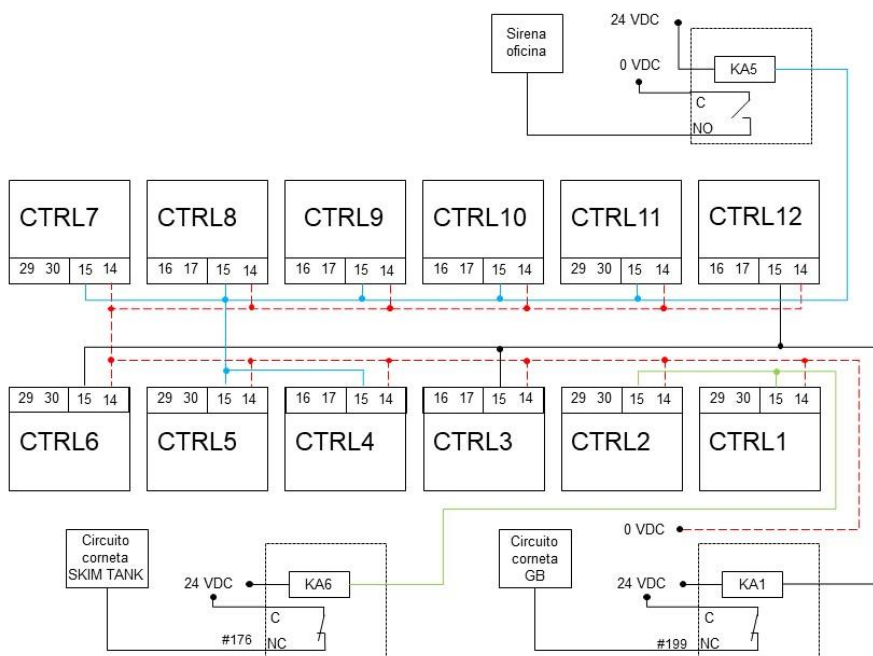 Sirena
oficina
24 VDC
0 VDC
KA5
C
NO
CTRL7 CTRL8 CTRL9 CTRL10 CTRL11 CTRL12
29 30 15 14 16 17 15 14 16 17 15 14 16 17 15 14 29 30 15 14 16 17 15 14
29 30 15 14 29 30 15 14 16 17 15 14 16 17 15 14 29 30 15 14 29 30 15 14
CTRL6 CTRL5 CTRL4 CTRL3 CTRL2 CTRL1
Circuito
corneta
SKIM TANK
24 VDC
KA6
C
#176 NC
Circuito
corneta
GB
0 VDC
24 VDC
KA1
C
#199 NC